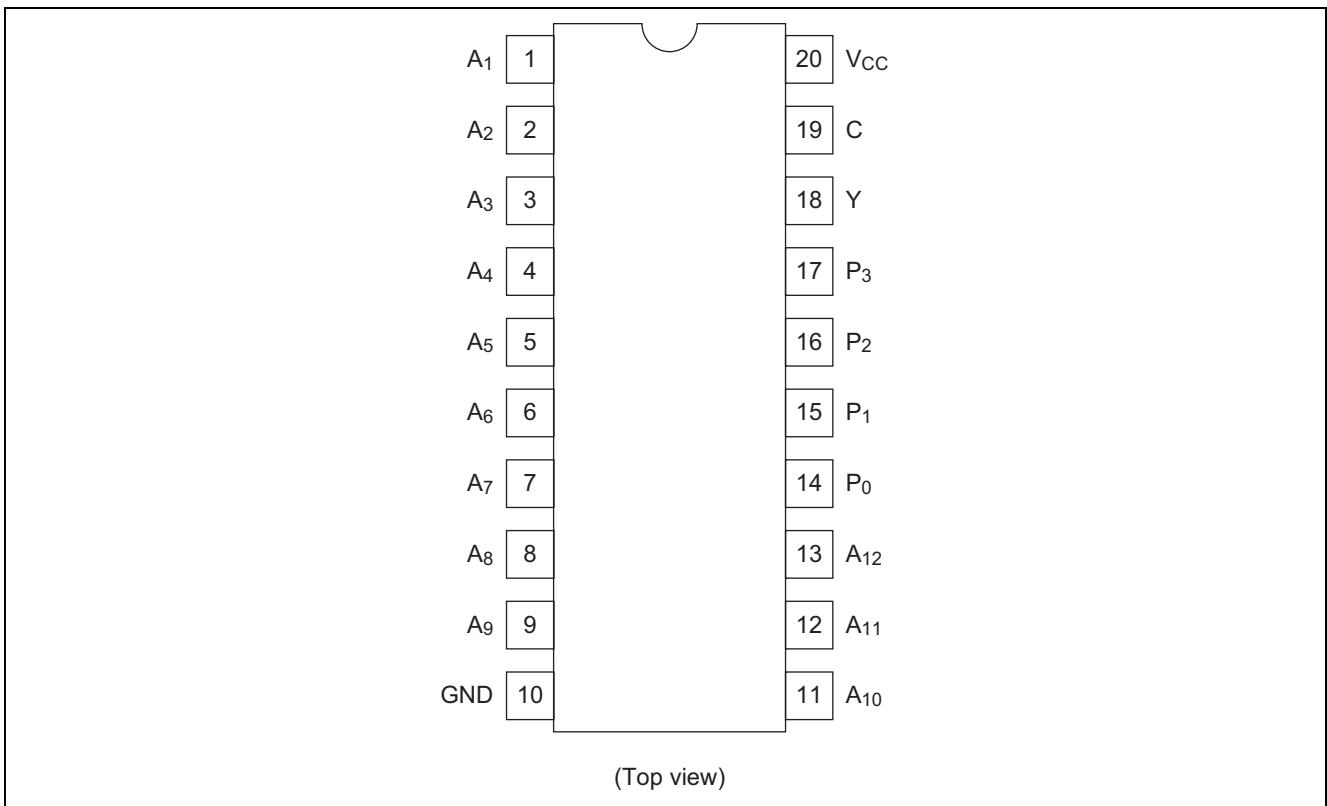 A1 1 20 VCC
A2 2 19 C
A3 3 18 Y
A4 4 17 P3
A5 5 16 P2
A6 6 15 P1
A7 7 14 P0
A8 8 13 A12
A9 9 12 A11
GND 10 11 A10
(Top view)